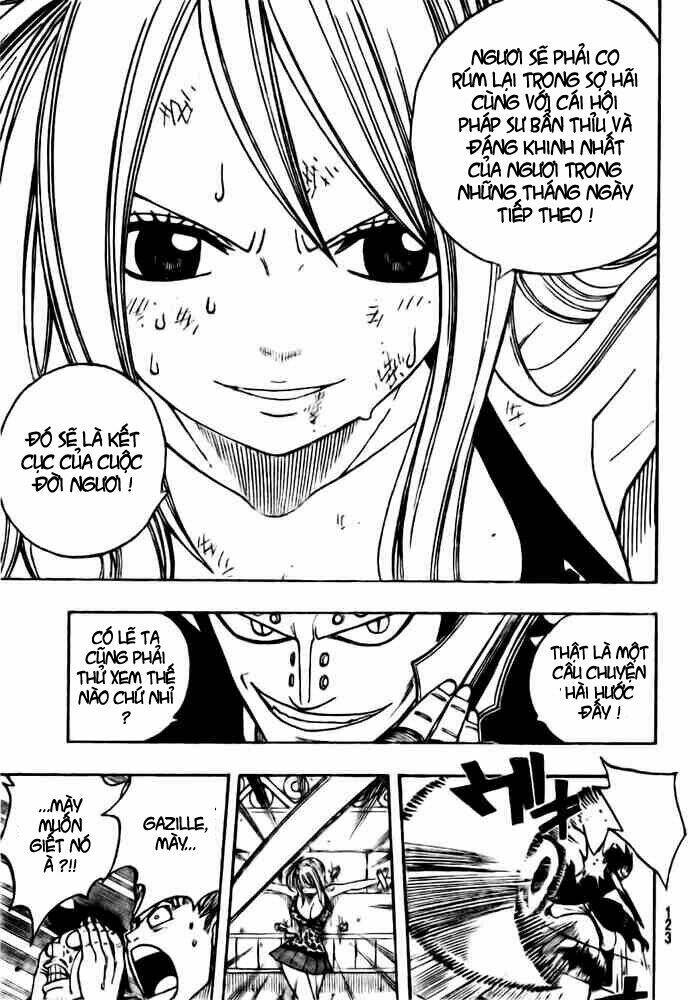 NGƯƠI SẼ PHẢI CO
RÚM LẠI TRONG SỢ HÃI
CÙNG VỚI CÁI HỘI
PHÁP SƯ BẨN THỈU VÀ
ĐÁNG KHINH NHẤT
CỦA NGƯƠI TRONG
NHỮNG THÁNG NGÀY
TIẾP THEO !
ĐÓ SẼ LÀ KẾT
CỤC CỦA CUỘC
ĐỜI NGƯƠI !
THẬT LÀ MỘT
CÂU CHUYỆN
HÀI HƯỚC
ĐẤY !
CÓ LẼ TA
CŨNG PHẢI
THỬ XEM THẾ
NÀO CHỨ NHỈ
?
GAZILLE,
MÀY...
...MÀY
MUỐN
GIẾT NÓ
À ?!!
123